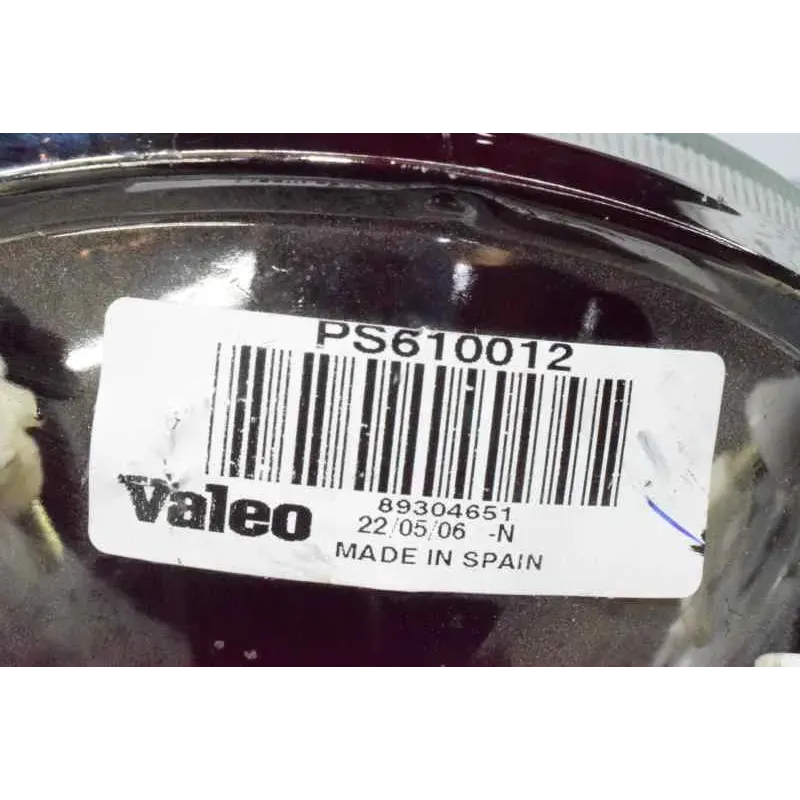 PS610012
Valeo
89304651
22/05/06 -N
MADE IN SPAIN